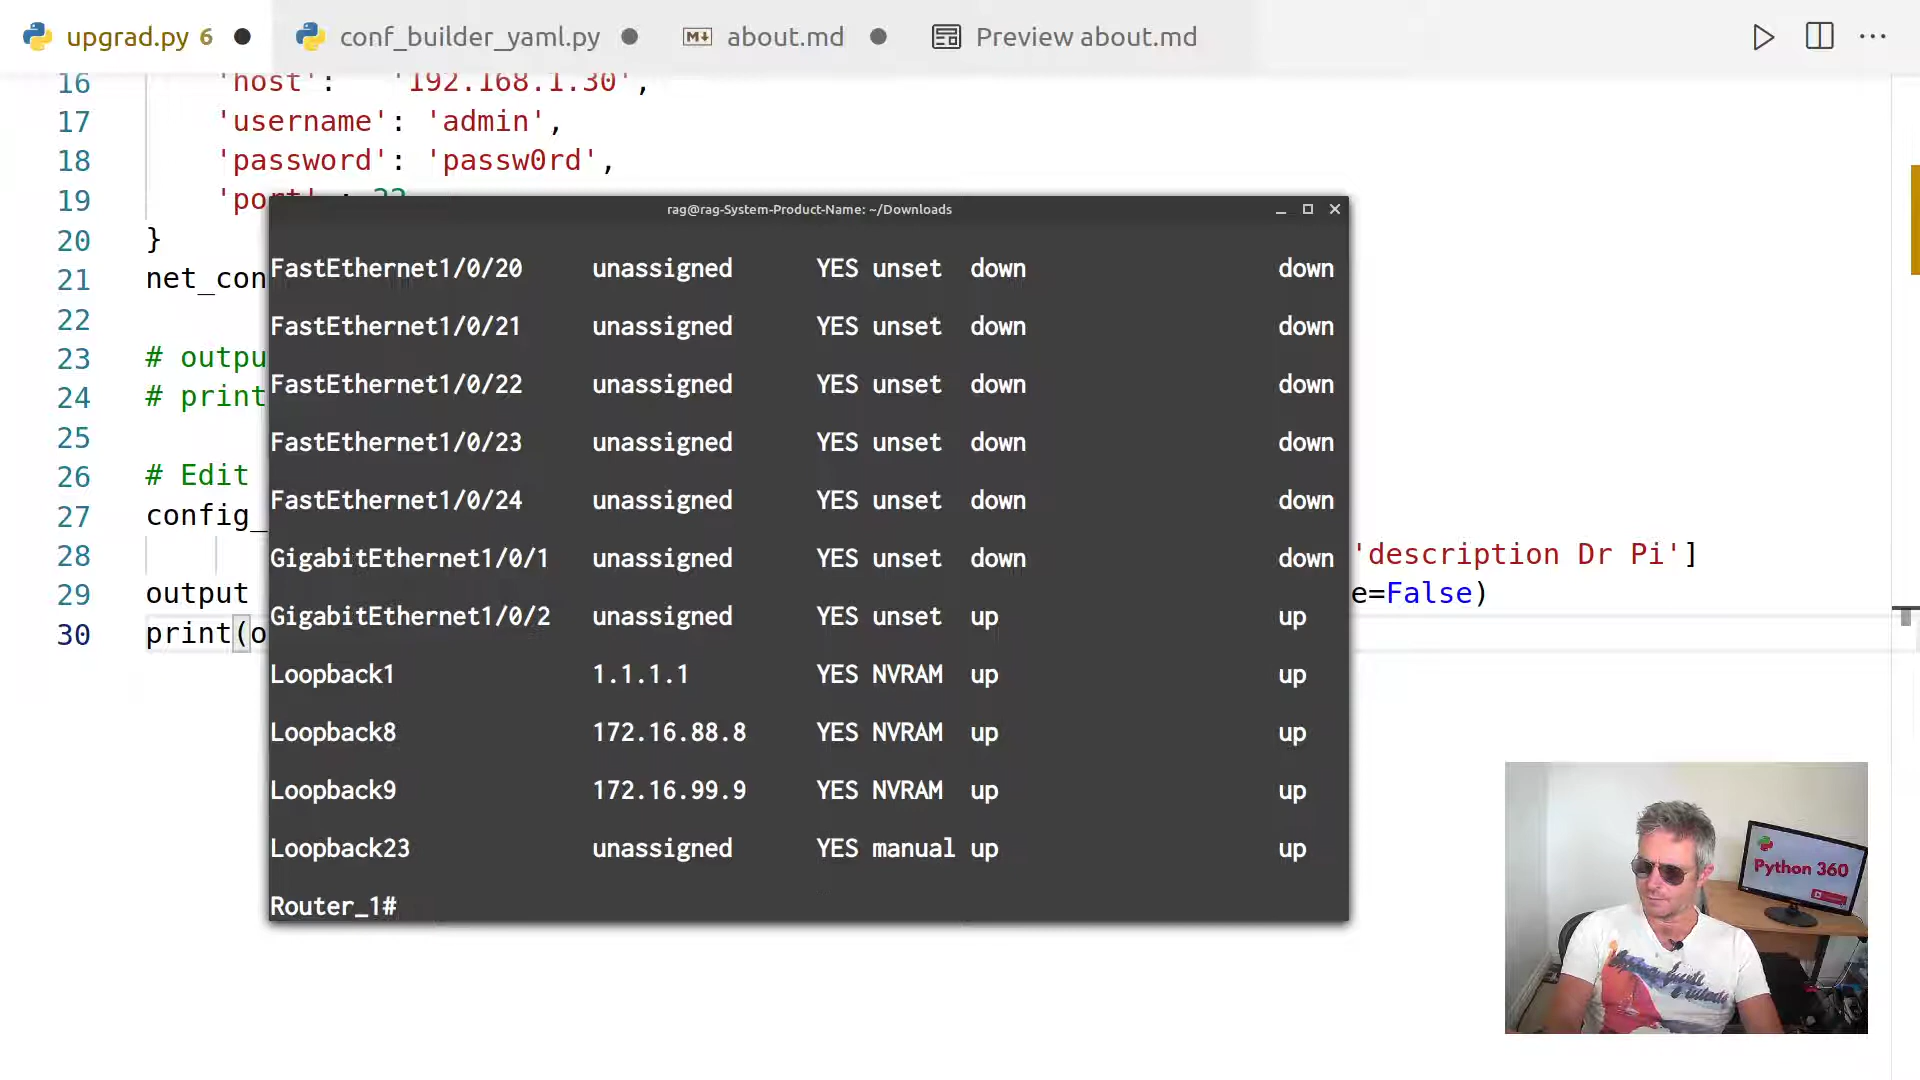 upgrad.py 6
conf_builder_yaml.py
about.md
Preview about.md
16 'host': '192.168.1.30',
17 'username': 'admin',
18 'password': 'passw0rd',
19 'port' : 22
20 }
21 net_con
22
23 # outpu
24 # print
25
26 # Edit
27 config_
28 'description Dr Pi']
29 output e=False)
30 print(o
rag@rag-System-Product-Name: ~/Downloads
FastEthernet1/0/20 unassigned YES unset down down
FastEthernet1/0/21 unassigned YES unset down down
FastEthernet1/0/22 unassigned YES unset down down
FastEthernet1/0/23 unassigned YES unset down down
FastEthernet1/0/24 unassigned YES unset down down
GigabitEthernet1/0/1 unassigned YES unset down down
GigabitEthernet1/0/2 unassigned YES unset up up
Loopback1 1.1.1.1 YES NVRAM up up
Loopback8 172.16.88.8 YES NVRAM up up
Loopback9 172.16.99.9 YES NVRAM up up
Loopback23 unassigned YES manual up up
Router_1#
Python 360